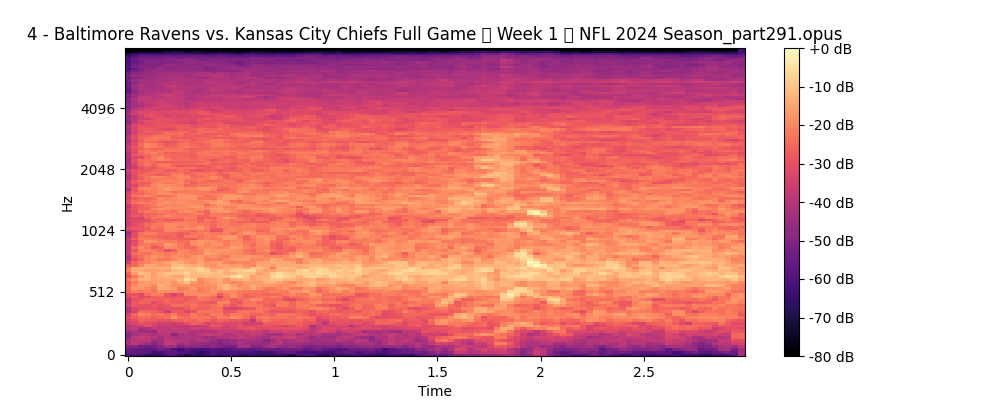 4 - Baltimore Ravens vs. Kansas City Chiefs Full Game ▯ Week 1 ▯ NFL 2024 Season_part291.opus
+0 dB
-10 dB
-20 dB
-30 dB
-40 dB
-50 dB
-60 dB
-70 dB
-80 dB
4096
2048
1024
512
0
Hz
0 0.5 1 1.5 2 2.5
Time